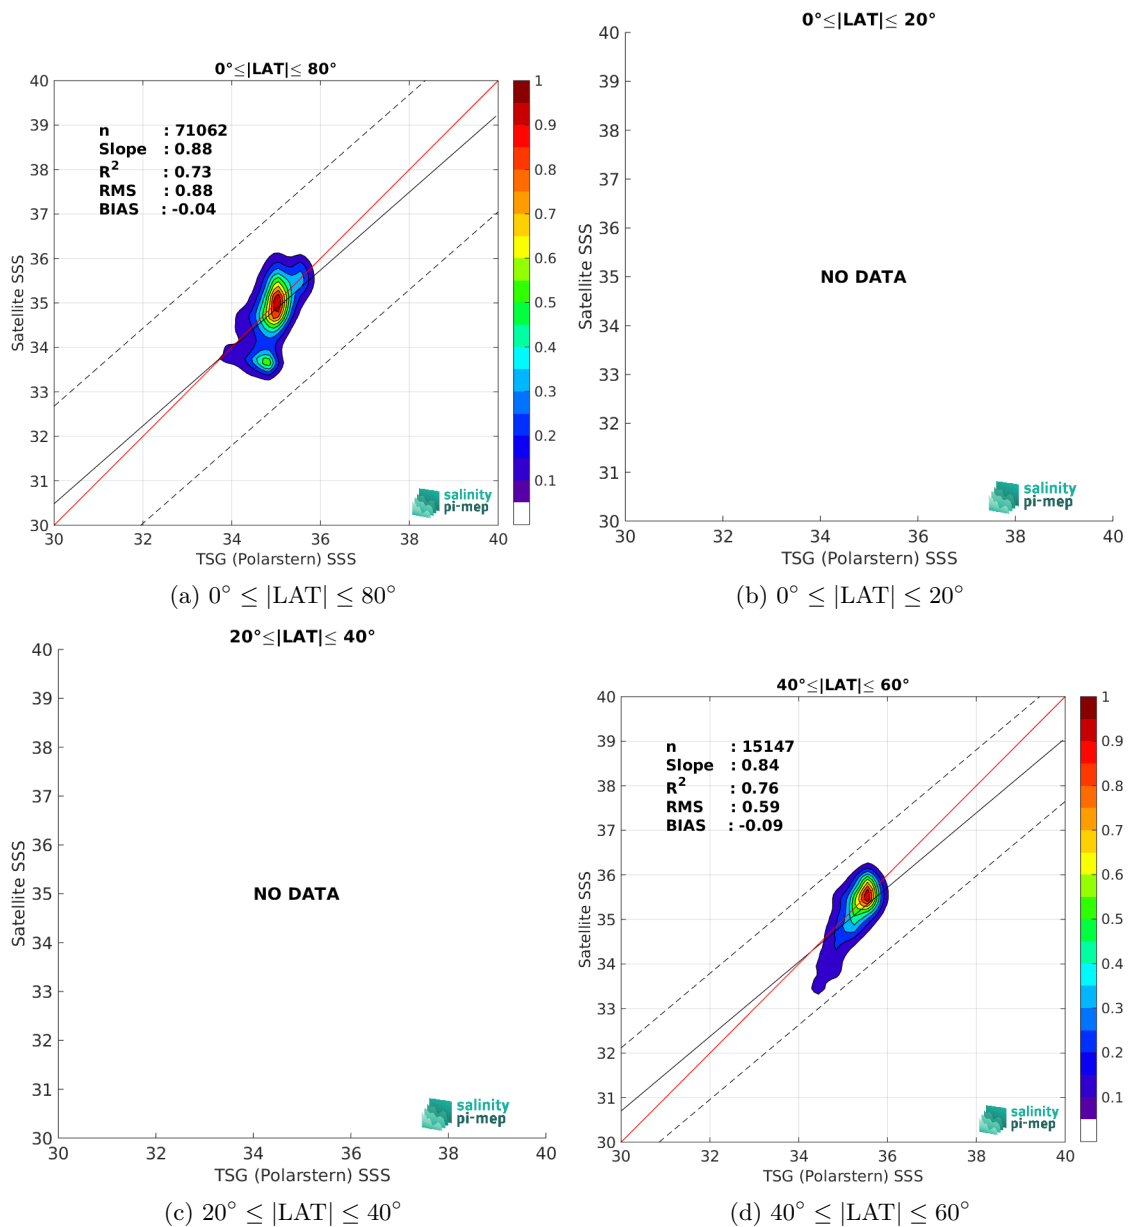 0°≤|LAT|≤ 80°
40
39
38
37
36
35
34
33
32
31
30
Satellite SSS
n : 71062
Slope : 0.88
R² : 0.73
RMS : 0.88
BIAS : -0.04
1
0.9
0.8
0.7
0.6
0.5
0.4
0.3
0.2
0.1
salinity
pi-mep
30 32 34 36 38 40
TSG (Polarstern) SSS
(a) 0° ≤ |LAT| ≤ 80°
0°≤|LAT|≤ 20°
40
39
38
37
36
35
34
33
32
31
30
Satellite SSS
NO DATA
salinity
pi-mep
30 32 34 36 38 40
TSG (Polarstern) SSS
(b) 0° ≤ |LAT| ≤ 20°
20°≤|LAT|≤ 40°
40
39
38
37
36
35
34
33
32
31
30
Satellite SSS
NO DATA
salinity
pi-mep
30 32 34 36 38 40
TSG (Polarstern) SSS
(c) 20° ≤ |LAT| ≤ 40°
40°≤|LAT|≤ 60°
40
39
38
37
36
35
34
33
32
31
30
Satellite SSS
n : 15147
Slope : 0.84
R² : 0.76
RMS : 0.59
BIAS : -0.09
1
0.9
0.8
0.7
0.6
0.5
0.4
0.3
0.2
0.1
salinity
pi-mep
30 32 34 36 38 40
TSG (Polarstern) SSS
(d) 40° ≤ |LAT| ≤ 60°